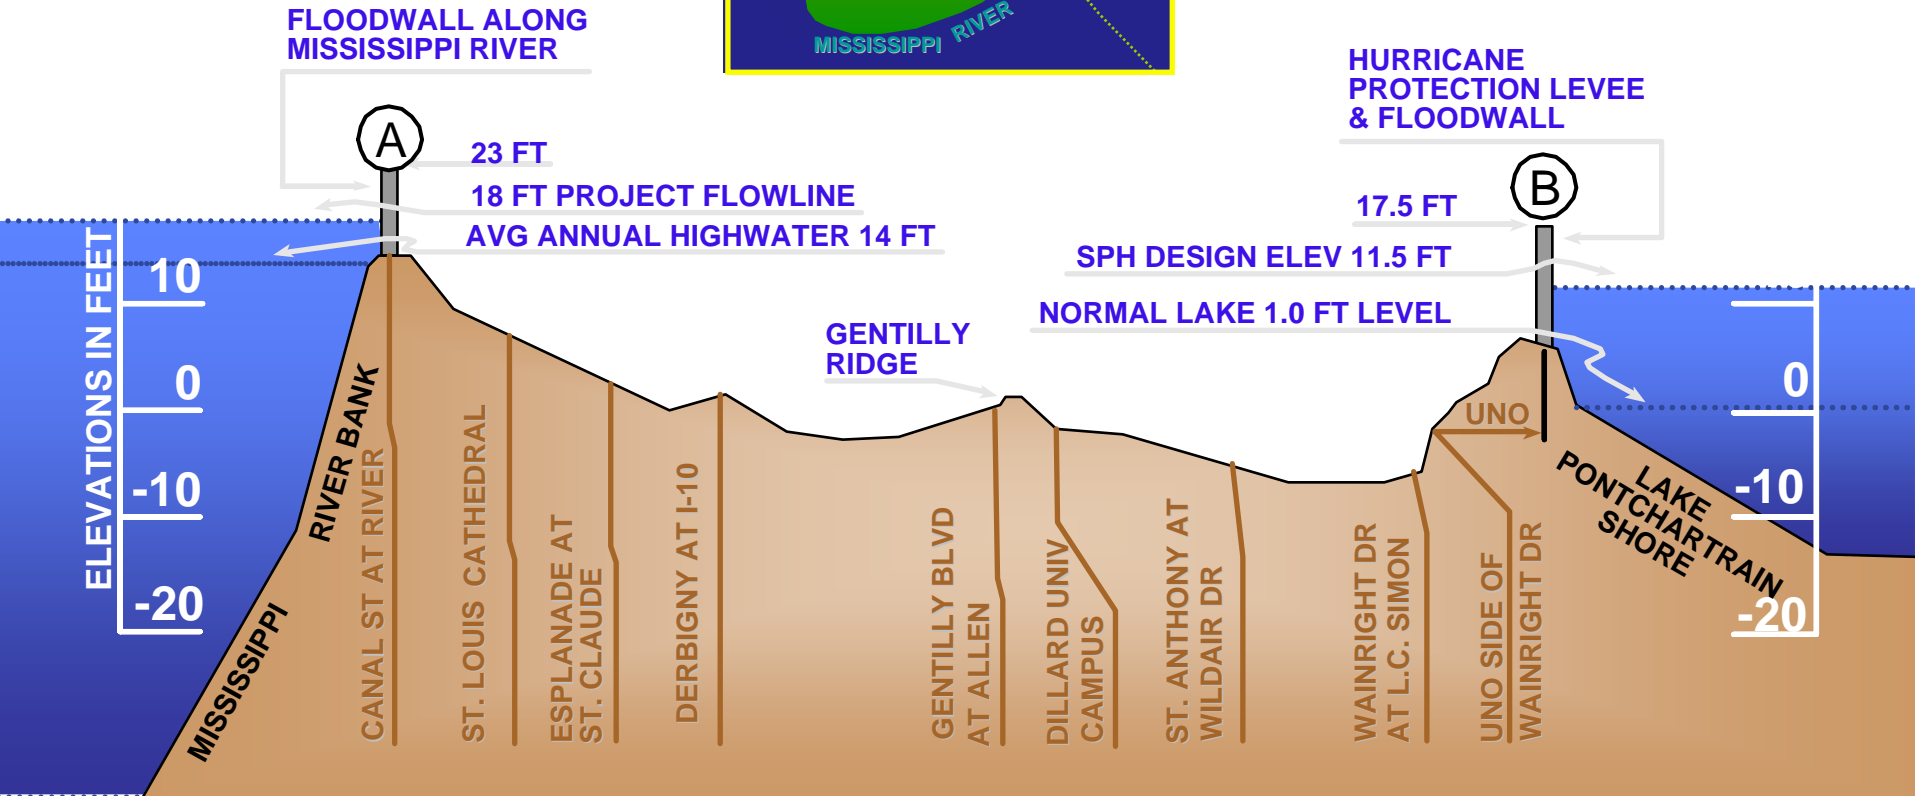 FLOODWALL ALONG
MISSISSIPPI RIVER
MISSISSIPPI RIVER
HURRICANE
PROTECTION LEVEE
& FLOODWALL
A
23 FT
18 FT PROJECT FLOWLINE
AVG ANNUAL HIGHWATER 14 FT
B
17.5 FT
SPH DESIGN ELEV 11.5 FT
NORMAL LAKE 1.0 FT LEVEL
GENTILLY
RIDGE
ELEVATIONS IN FEET
10
0
-10
-20
MISSISSIPPI RIVER BANK
CANAL ST AT RIVER
ST. LOUIS CATHEDRAL
ESPLANADE AT
ST. CLAUDE
DERBIGNY AT I-10
GENTILLY BLVD
AT ALLEN
DILLARD UNIV
CAMPUS
ST. ANTHONY AT
WILDAIR DR
WAINRIGHT DR
AT L.C. SIMON
UNO
UNO SIDE OF
WAINRIGHT DR
LAKE
PONTCHARTRAIN
SHORE
0
-10
-20